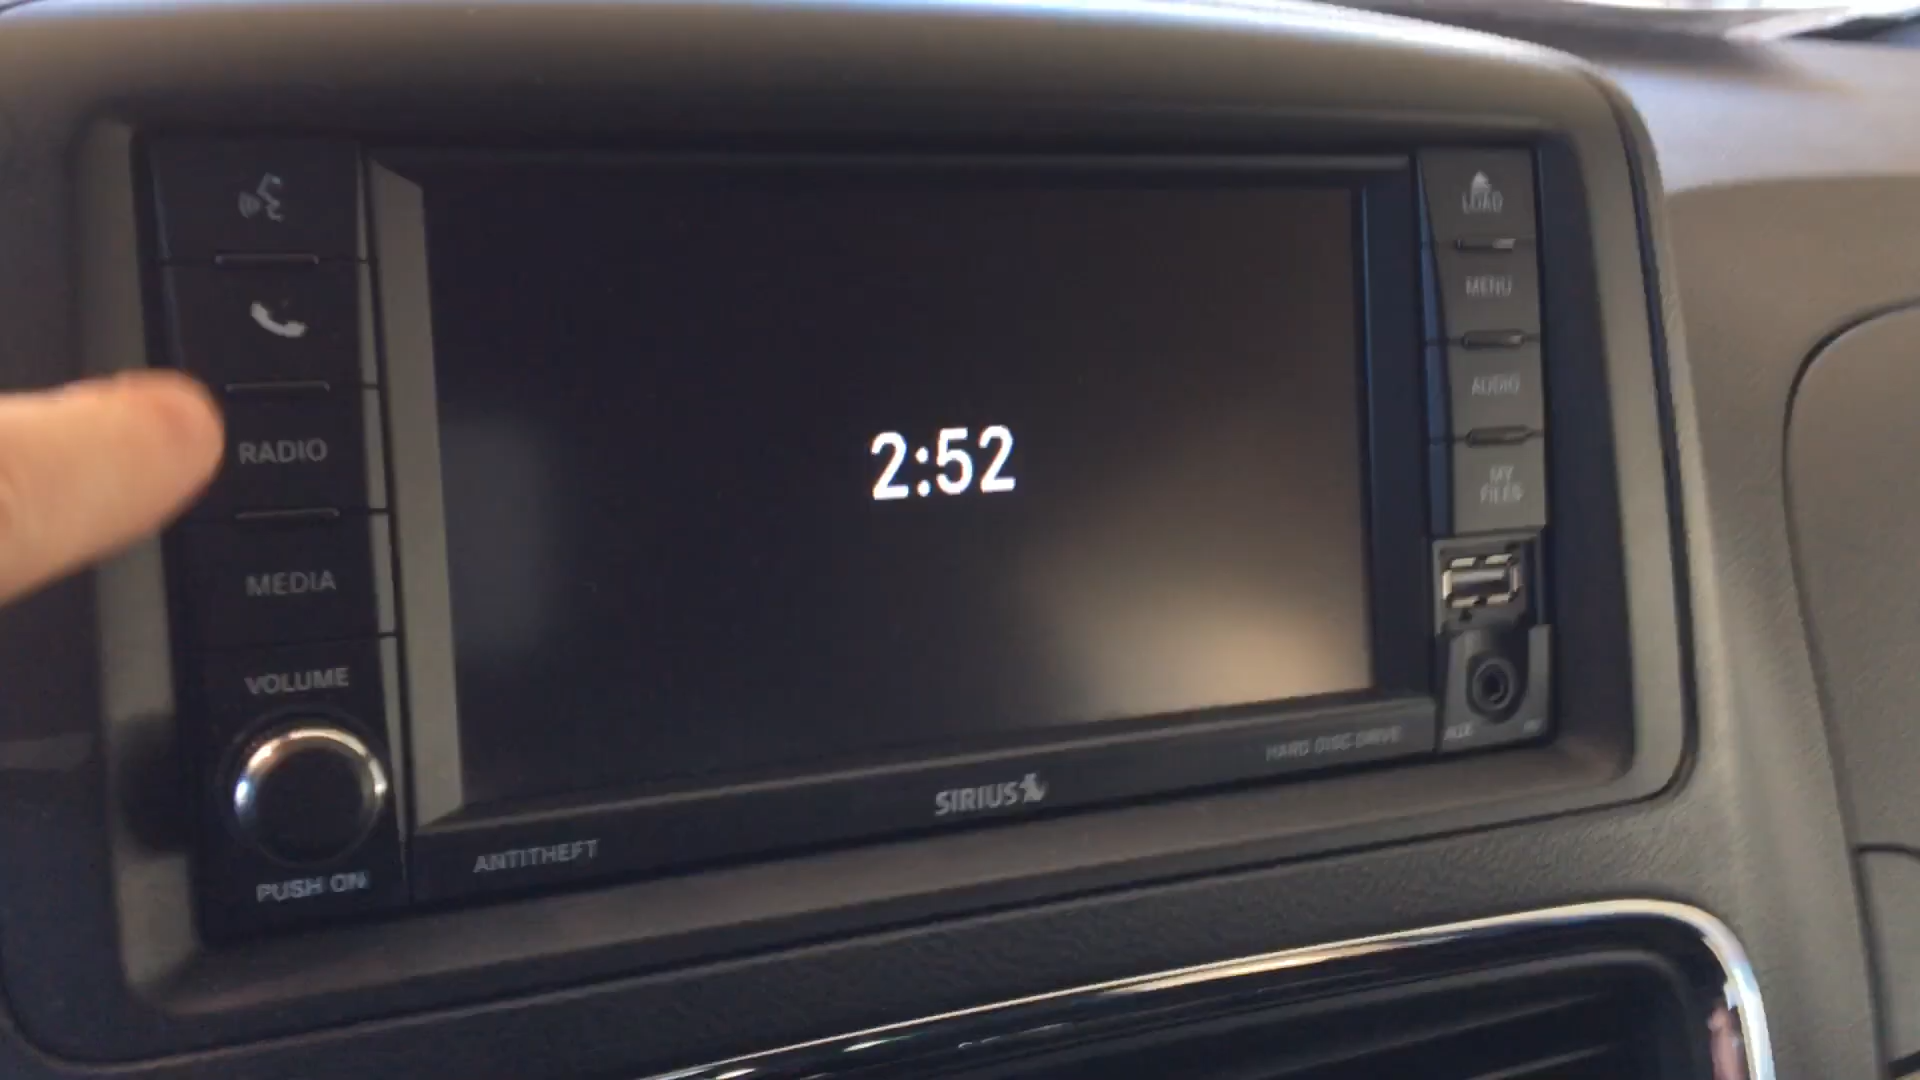 RADIO
MEDIA
VOLUME
PUSH ON
2:52
ANTITHEFT
SIRIUS
HARD DISC DRIVE
LOAD
MENU
AUDIO
MY
FILES
AUX